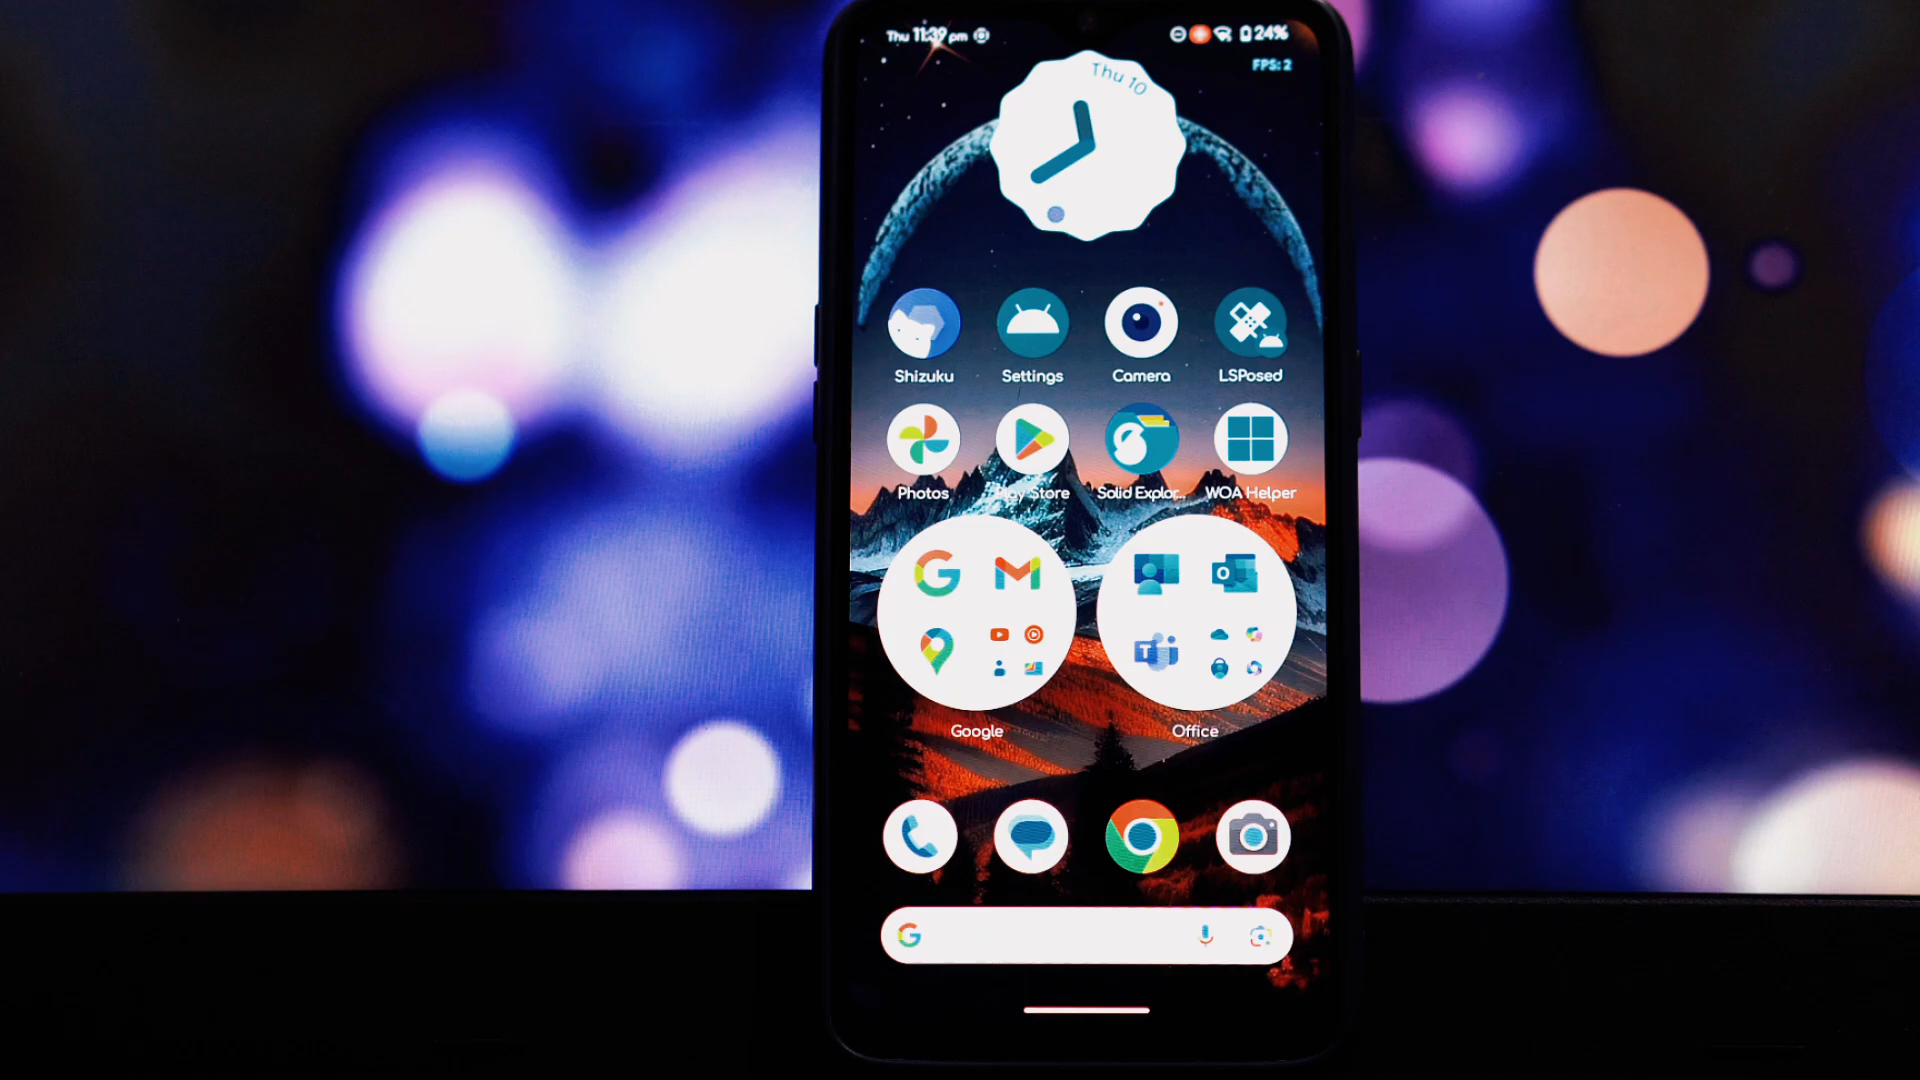 Thu 11:39 pm
24%
FPS: 2
Thu 10
Shizuku
Settings
Camera
LSPosed
Photos
Play Store
Solid Explor...
WOA Helper
Google
Office